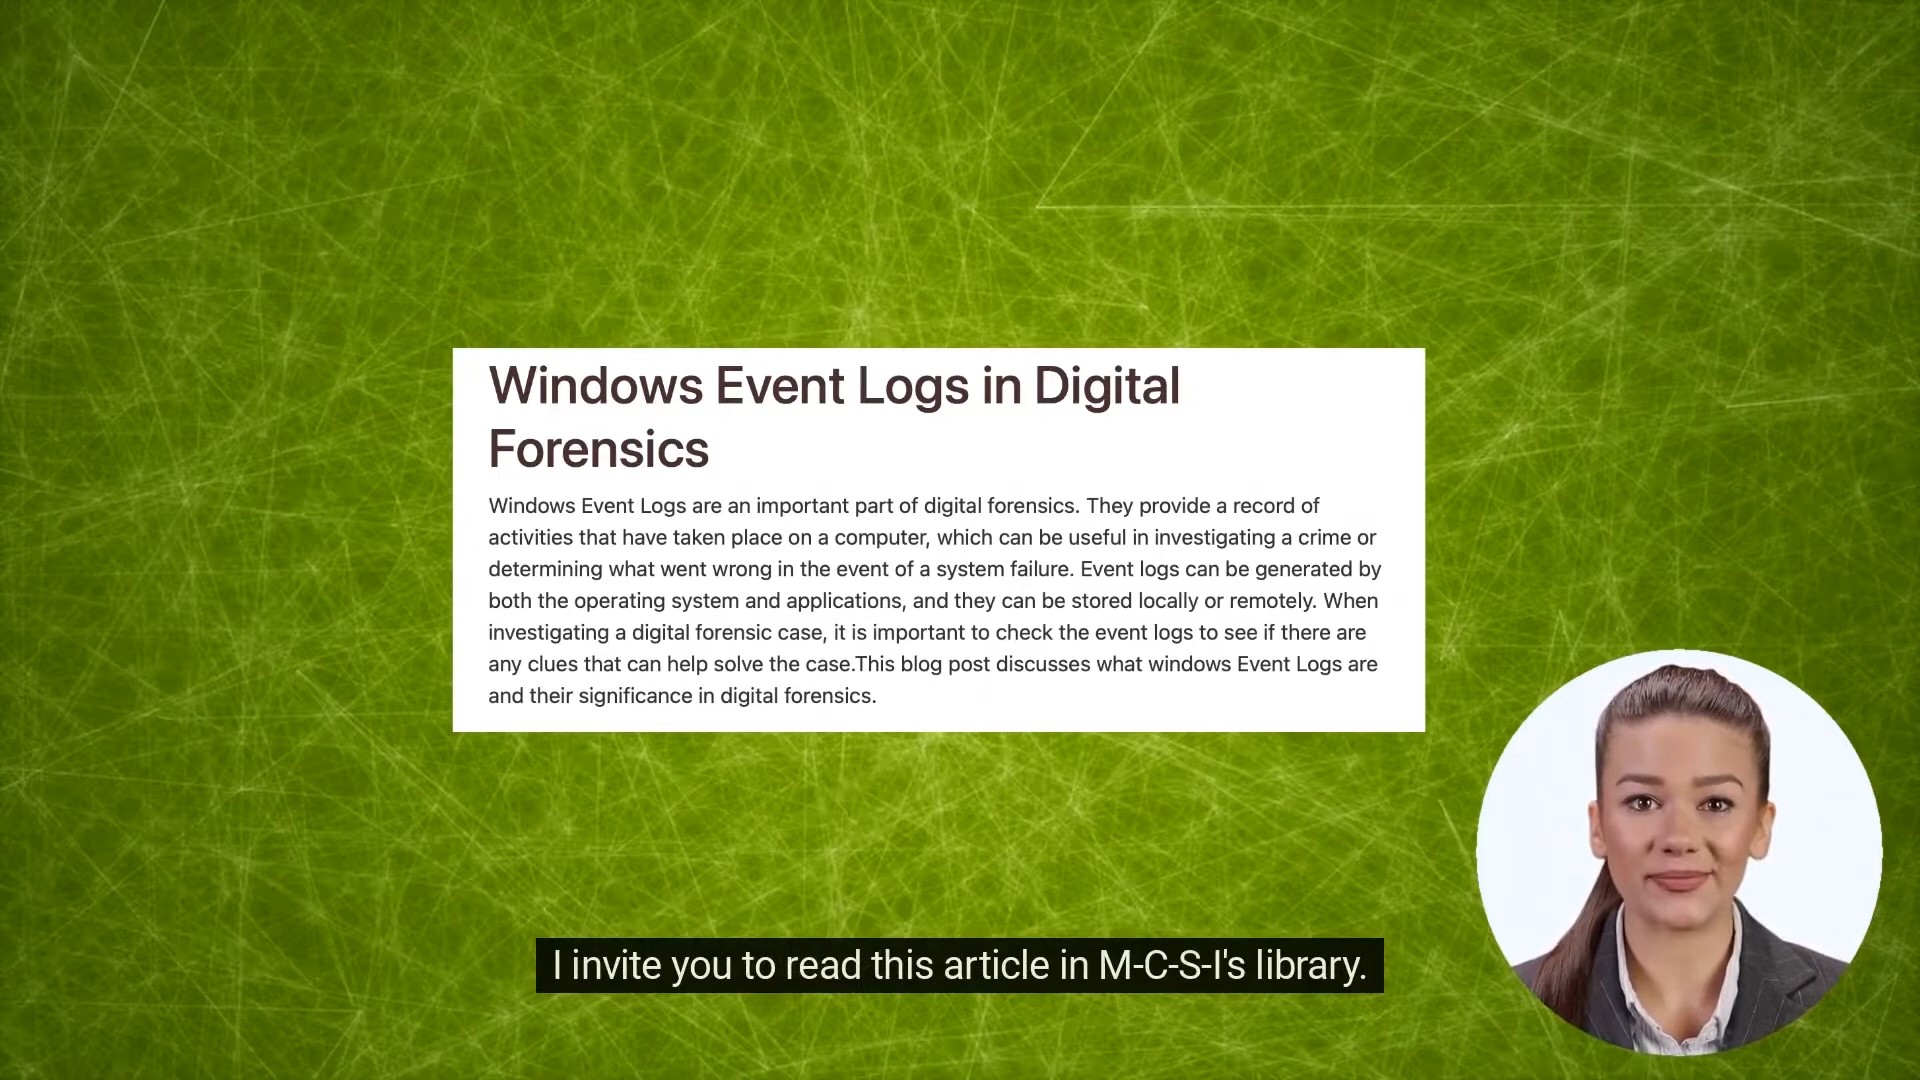 Windows Event Logs in Digital
Forensics
Windows Event Logs are an important part of digital forensics. They provide a record of
activities that have taken place on a computer, which can be useful in investigating a crime or
determining what went wrong in the event of a system failure. Event logs can be generated by
both the operating system and applications, and they can be stored locally or remotely. When
investigating a digital forensic case, it is important to check the event logs to see if there are
any clues that can help solve the case.This blog post discusses what windows Event Logs are
and their significance in digital forensics.
I invite you to read this article in M-C-S-I's library.